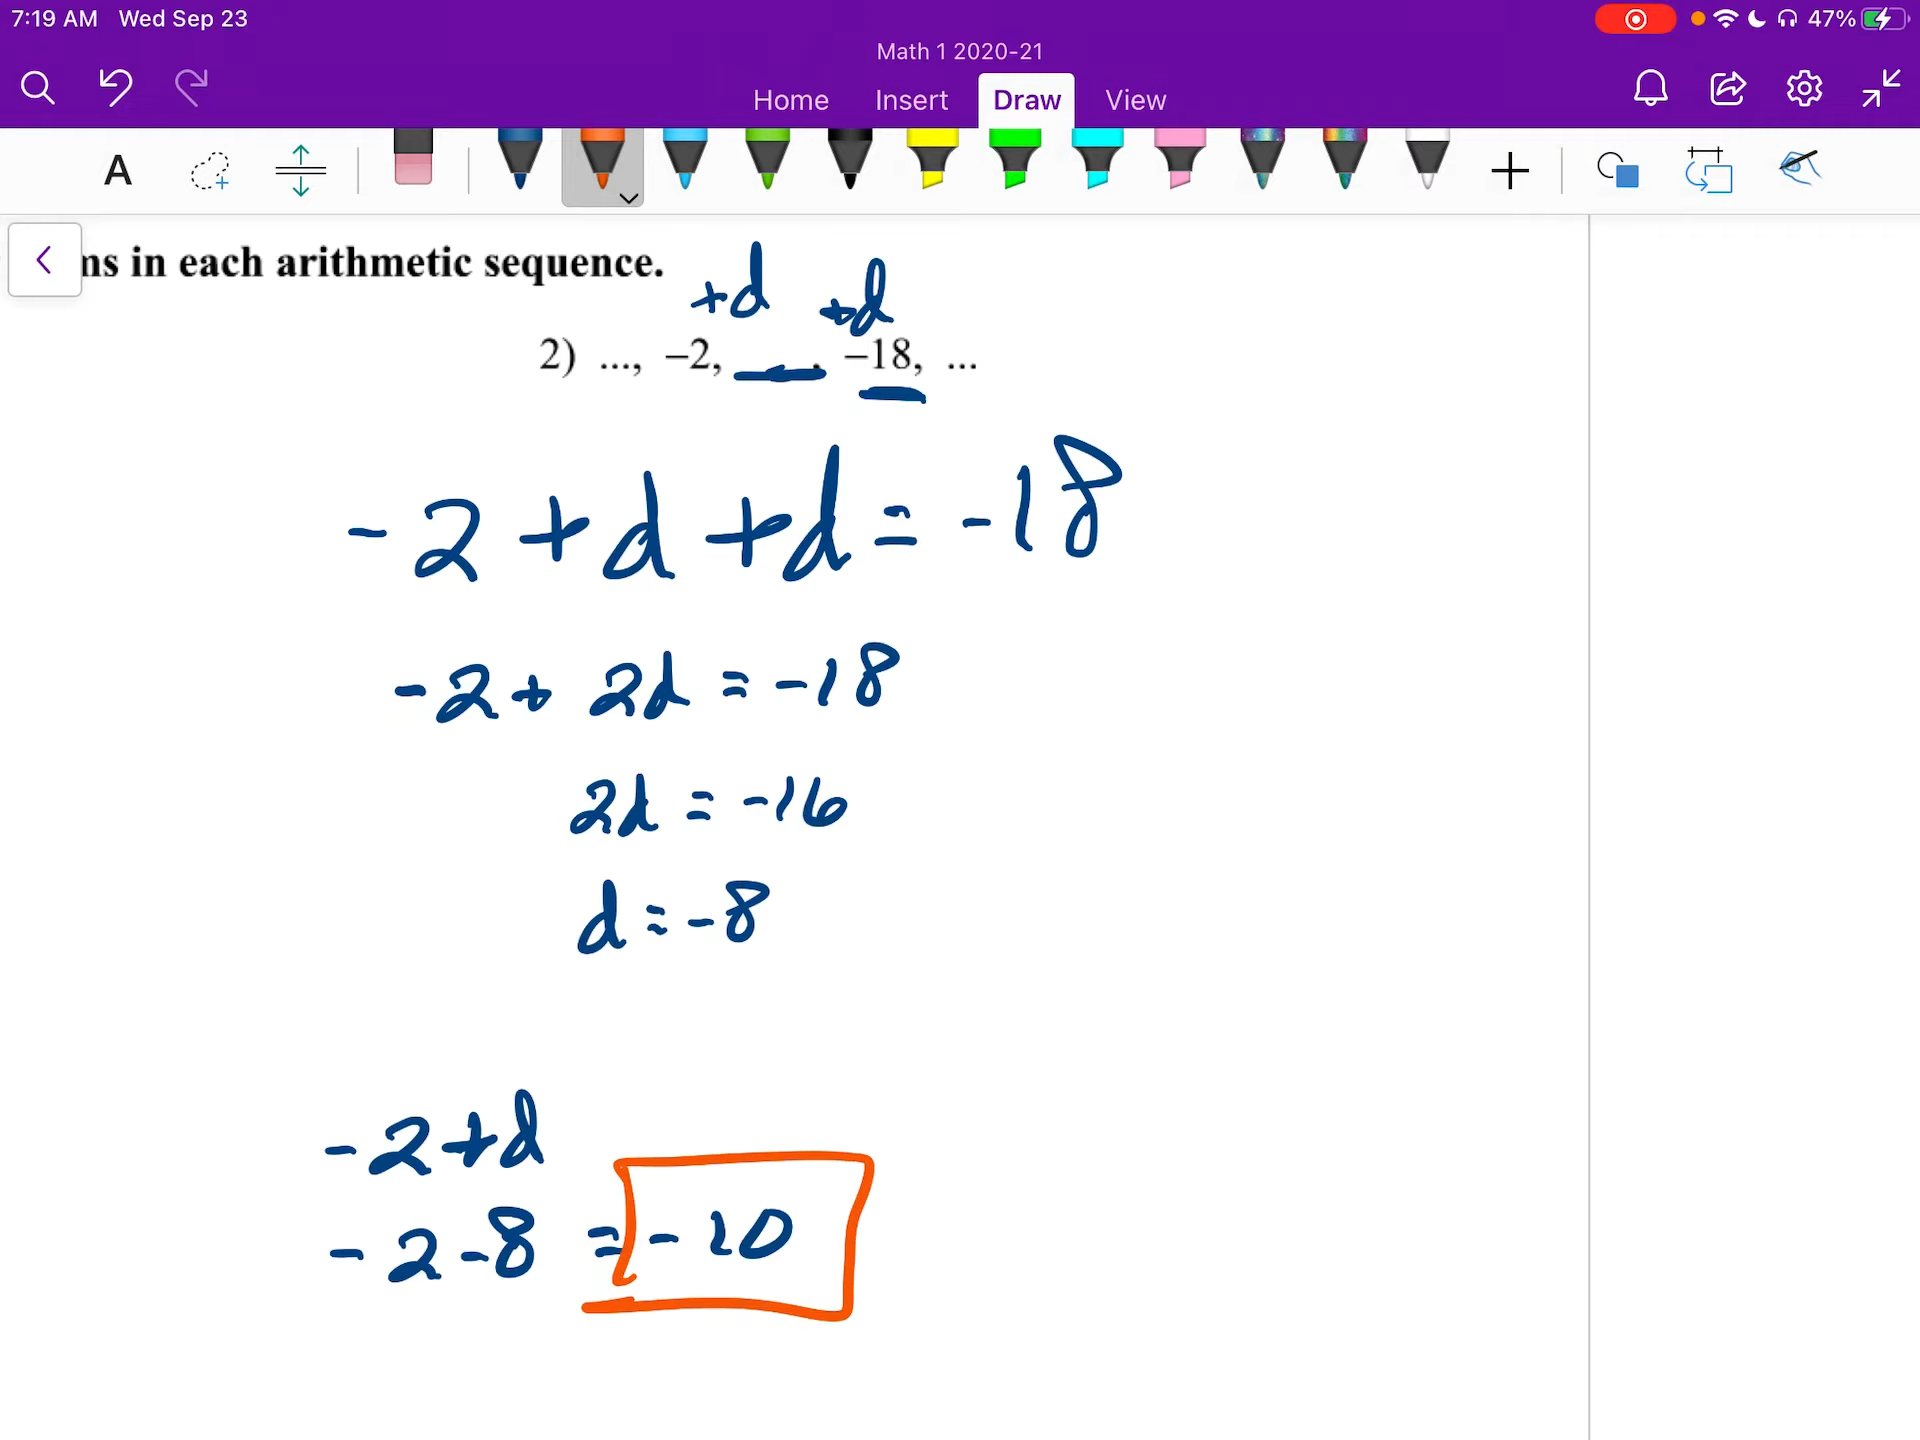 7:19 AM Wed Sep 23
47%
Math 1 2020-21
Home Insert Draw View
A
ns in each arithmetic sequence.
+d +d
2) ..., –2, ___, –18, ...
-2 +d +d = -18
-2 + 2d = -18
2d = -16
d = -8
-2+d
-2-8 = -10